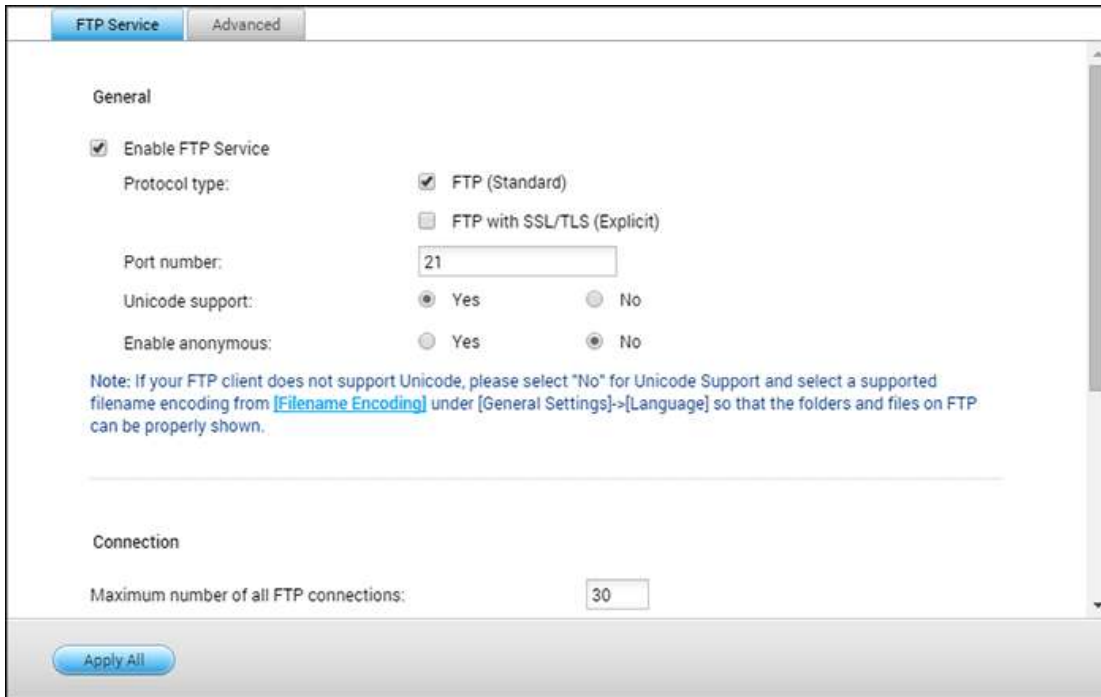 FTP Service Advanced
General
Enable FTP Service
Protocol type: FTP (Standard)
FTP with SSL/TLS (Explicit)
Port number: 21
Unicode support: Yes No
Enable anonymous: Yes No
Note: If your FTP client does not support Unicode, please select "No" for Unicode Support and select a supported
filename encoding from [Filename Encoding] under [General Settings]->[Language] so that the folders and files on FTP
can be properly shown.
Connection
Maximum number of all FTP connections: 30
Apply All